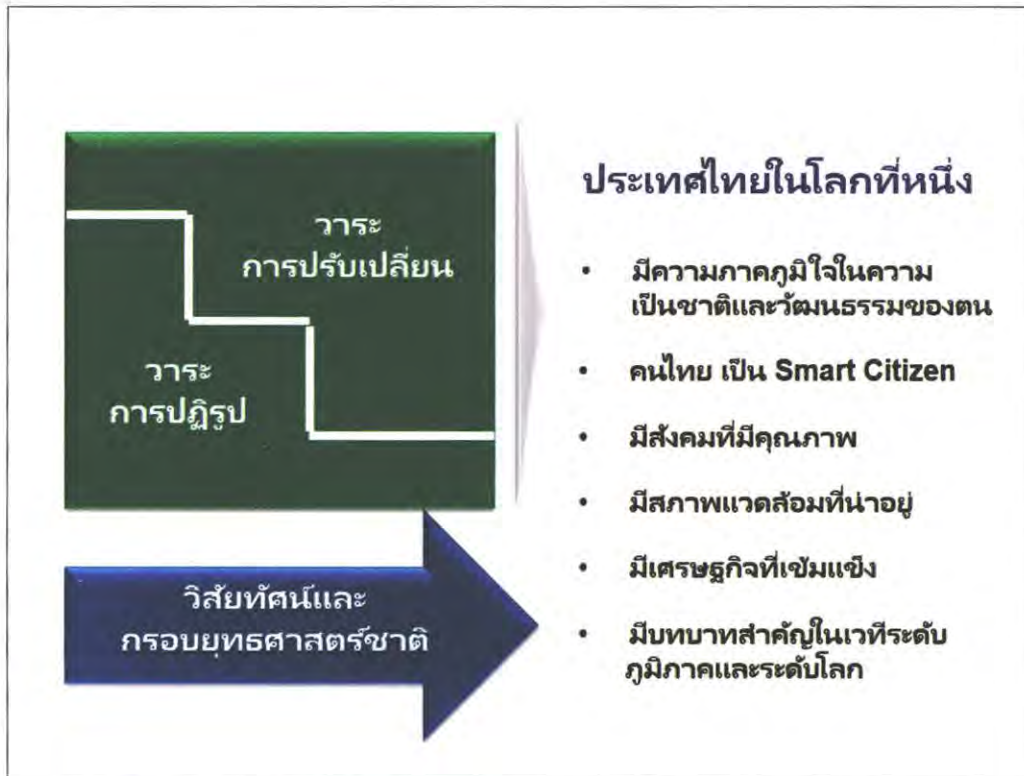 วาระ
การปรับเปลี่ยน
วาระ
การปฏิรูป
วิสัยทัศน์และ
กรอบยุทธศาสตร์ชาติ
ประเทศไทยในโลกที่หนึ่ง
• มีความภาคภูมิใจในความ
เป็นชาติและวัฒนธรรมของตน
• คนไทย เป็น Smart Citizen
• มีสังคมที่มีคุณภาพ
• มีสภาพแวดล้อมที่น่าอยู่
• มีเศรษฐกิจที่เข้มแข็ง
• มีบทบาทสำคัญในเวทีระดับ
ภูมิภาคและระดับโลก